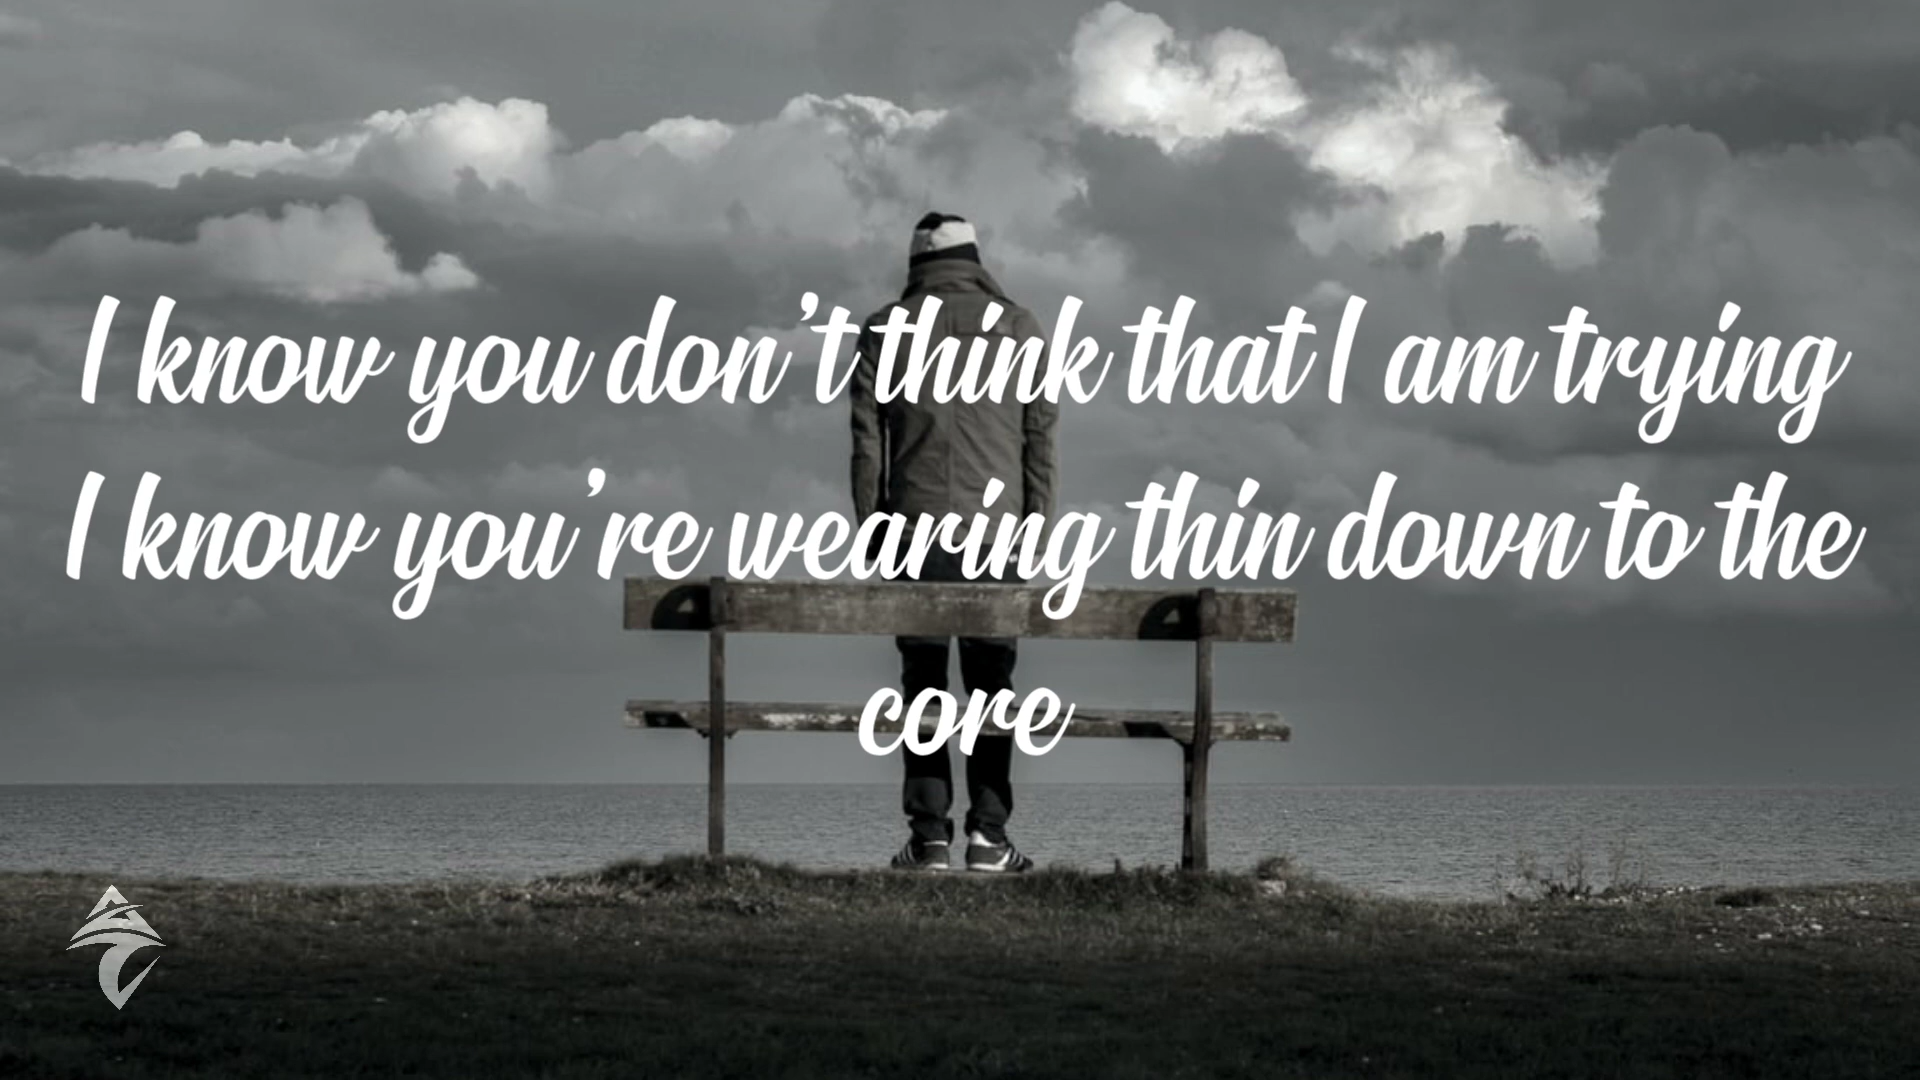 I know you don't think that I am trying
I know you're wearing thin down to the
core